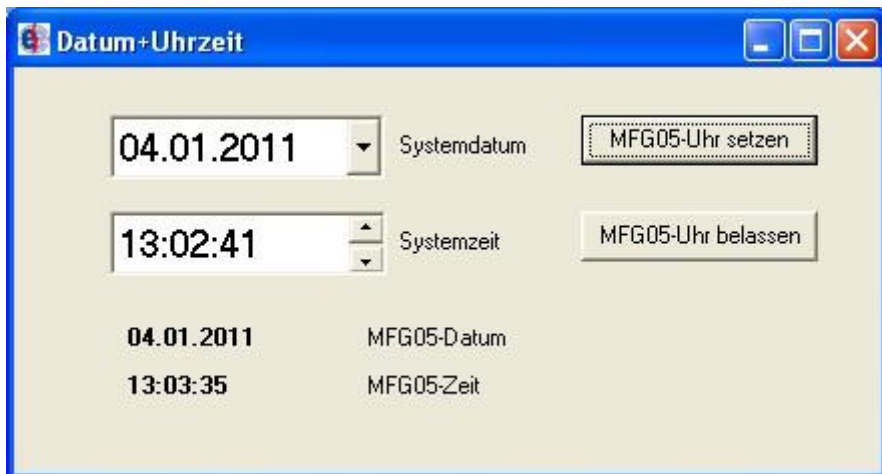 Datum+Uhrzeit
04.01.2011 Systemdatum MFG05-Uhr setzen
13:02:41 Systemzeit MFG05-Uhr belassen
04.01.2011 MFG05-Datum
13:03:35 MFG05-Zeit